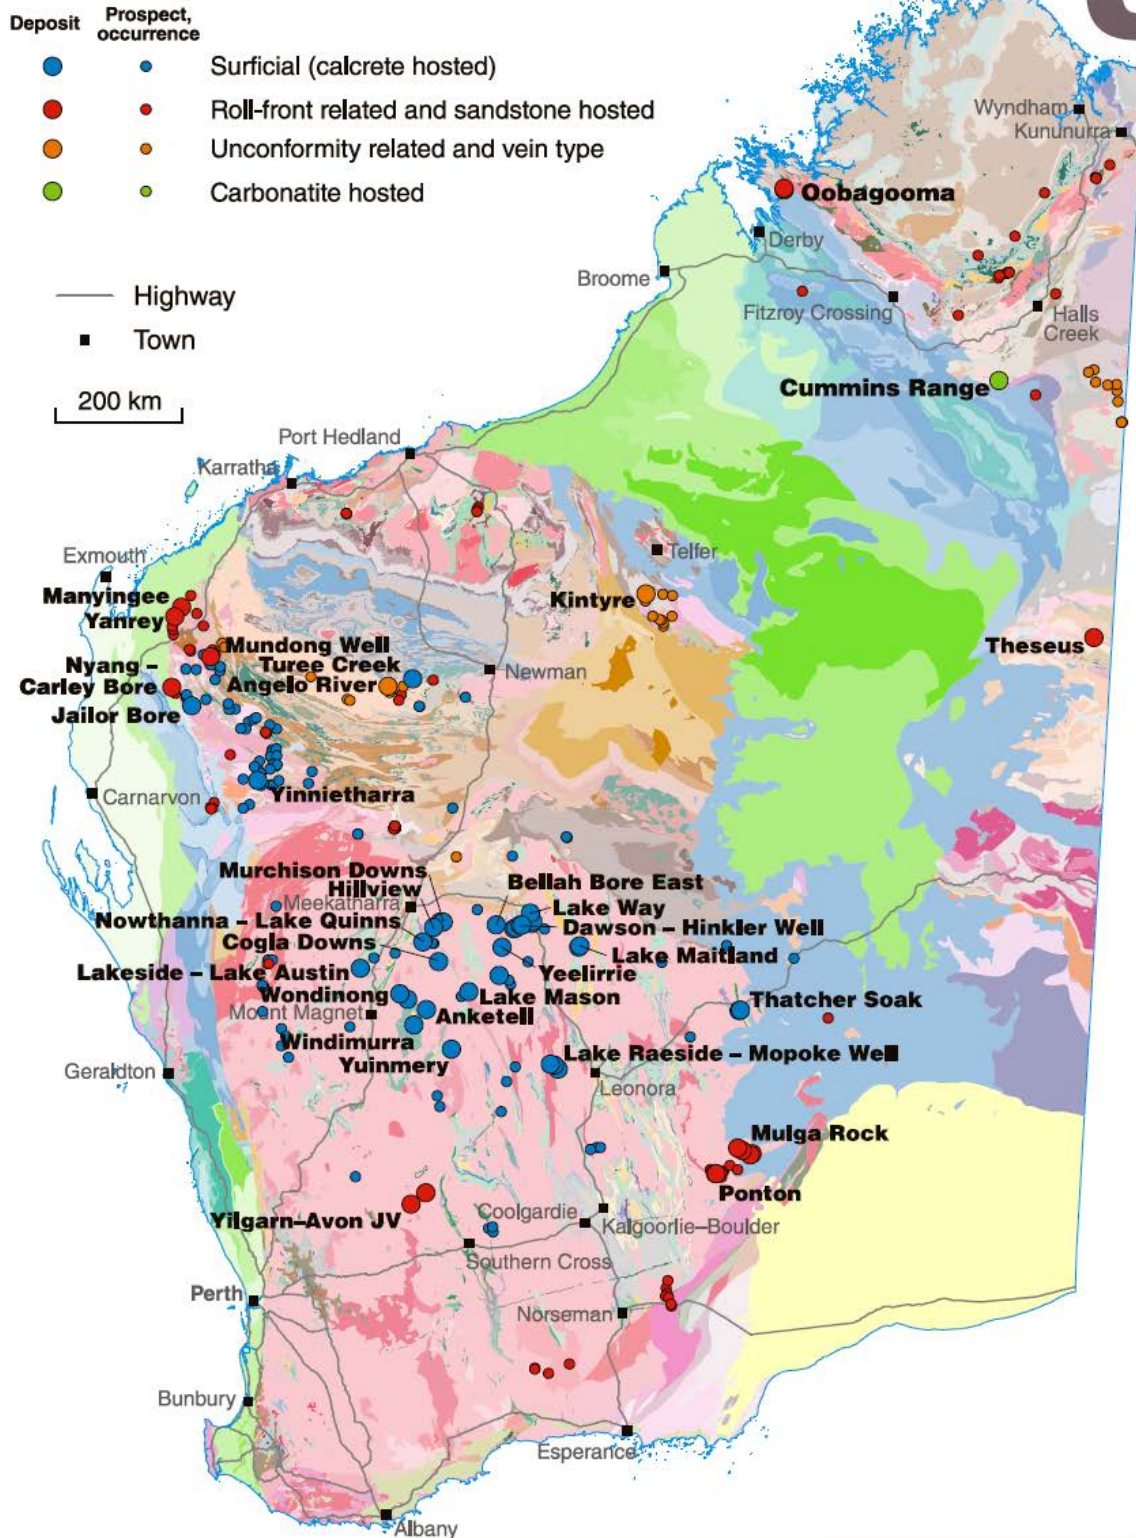 Deposit
Prospect,
occurrence
Surficial (calcrete hosted)
Roll-front related and sandstone hosted
Unconformity related and vein type
Carbonatite hosted
Highway
Town
200 km
Wyndham
Kununurra
Oobagooma
Derby
Broome
Fitzroy Crossing
Halls
Creek
Cummins Range
Port Hedland
Karratha
Exmouth
Telfer
Manyingee
Kintyre
Yanrey
Mundong Well
Theseus
Nyang –
Turee Creek
Newman
Carley Bore
Angelo River
Jailor Bore
Carnarvon
Yinnietharra
Murchison Downs
Bellah Bore East
Hillview
Meekatharra
Lake Way
Nowthanna – Lake Quinns
Dawson – Hinkler Well
Cogla Downs
Lake Maitland
Lakeside – Lake Austin
Yeelirrie
Wondinong
Lake Mason
Thatcher Soak
Mount Magnet
Anketell
Windimurra
Lake Raeside – Mopoke Well
Yuinmery
Geraldton
Leonora
Mulga Rock
Ponton
Yilgarn–Avon JV
Coolgardie
Kalgoorlie–Boulder
Southern Cross
Perth
Norseman
Bunbury
Esperance
Albany